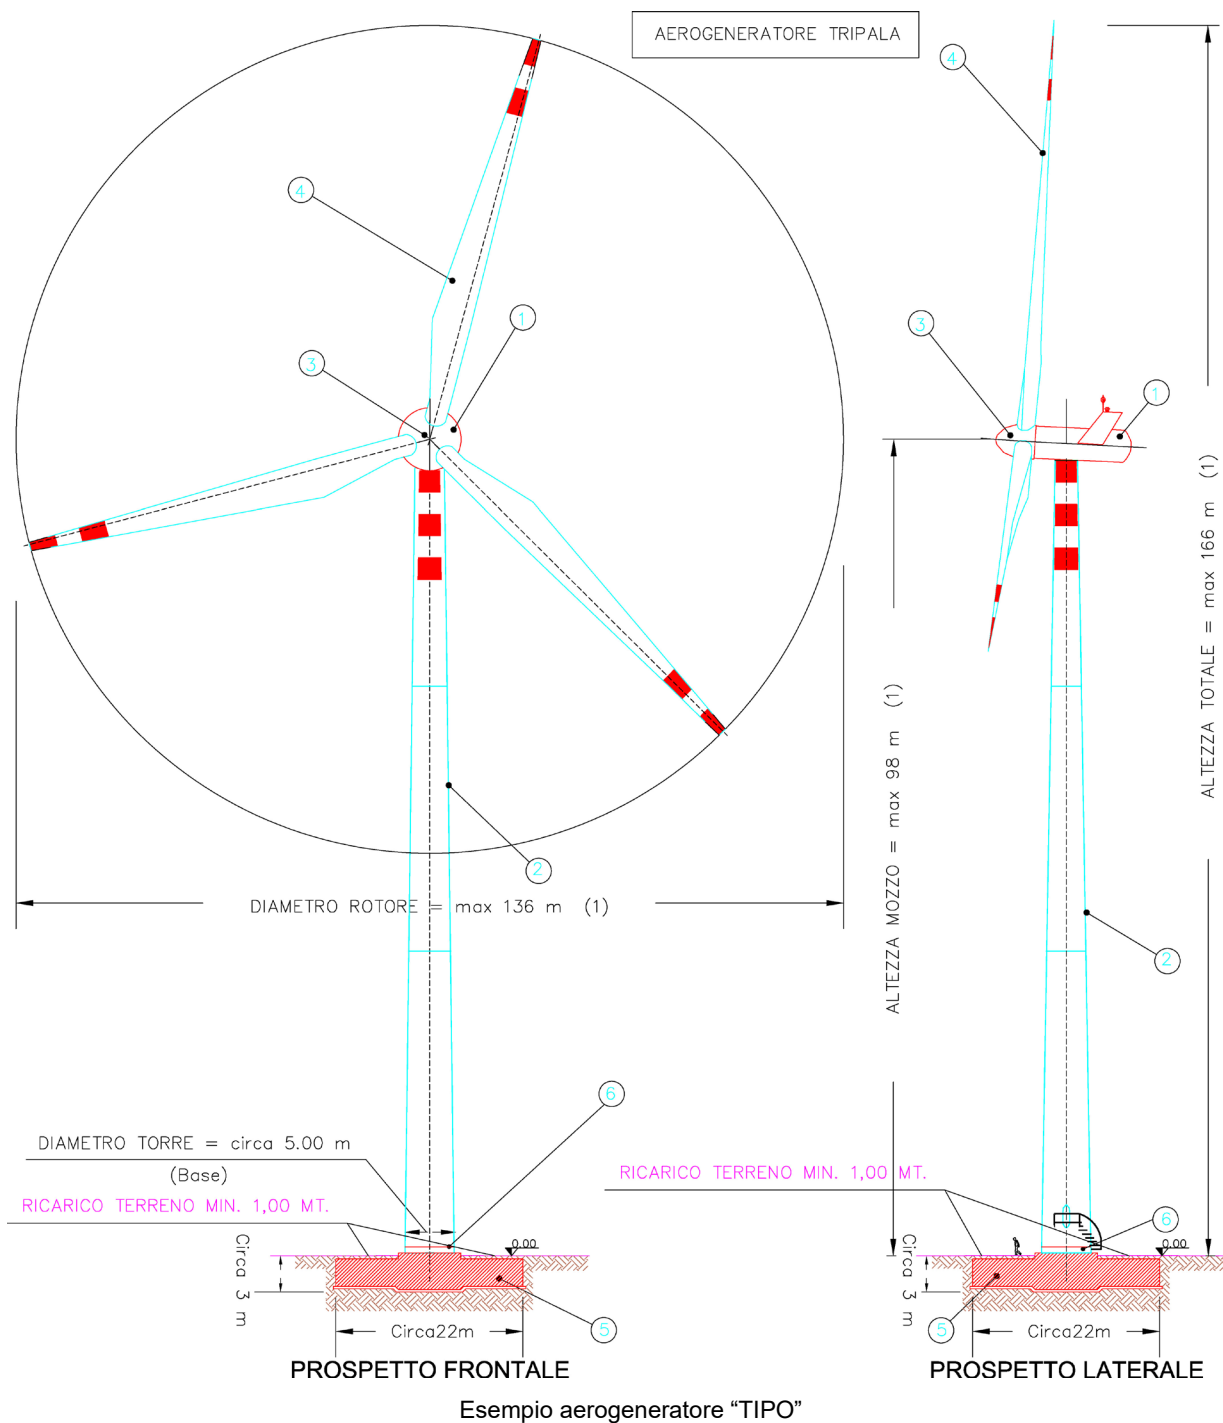 AEROGENERATORE TRIPALA
4
4
1
3
3
1
ALTEZZA TOTALE = max 166 m (1)
ALTEZZA MOZZO = max 98 m (1)
2
DIAMETRO ROTORE = max 136 m (1)
2
6
DIAMETRO TORRE = circa 5.00 m
(Base)
RICARICO TERRENO MIN. 1,00 MT.
RICARICO TERRENO MIN. 1,00 MT.
6
0.00
0.00
Circa 3 m
Circa 3 m
5
5
Circa22m
Circa22m
PROSPETTO FRONTALE
PROSPETTO LATERALE
Esempio aerogeneratore “TIPO”